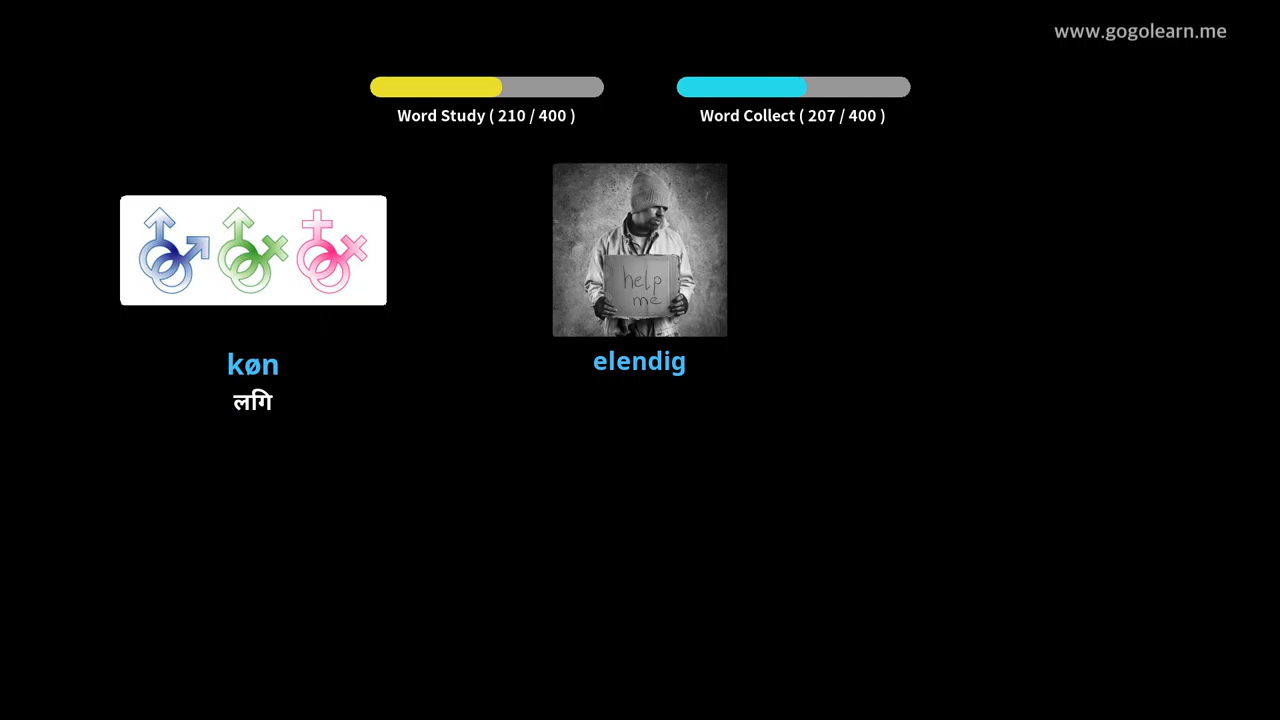 www.gogolearn.me
Word Study ( 210 / 400 )
Word Collect ( 207 / 400 )
help
me
køn
लगि
elendig